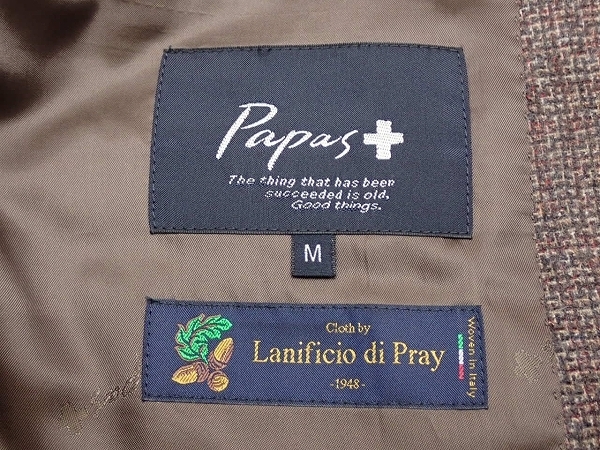 Papas
The thing that has been
succeeded is old,
Good things.
M
Cloth by
Lanificio di Pray
-1948-
Woven in Italy